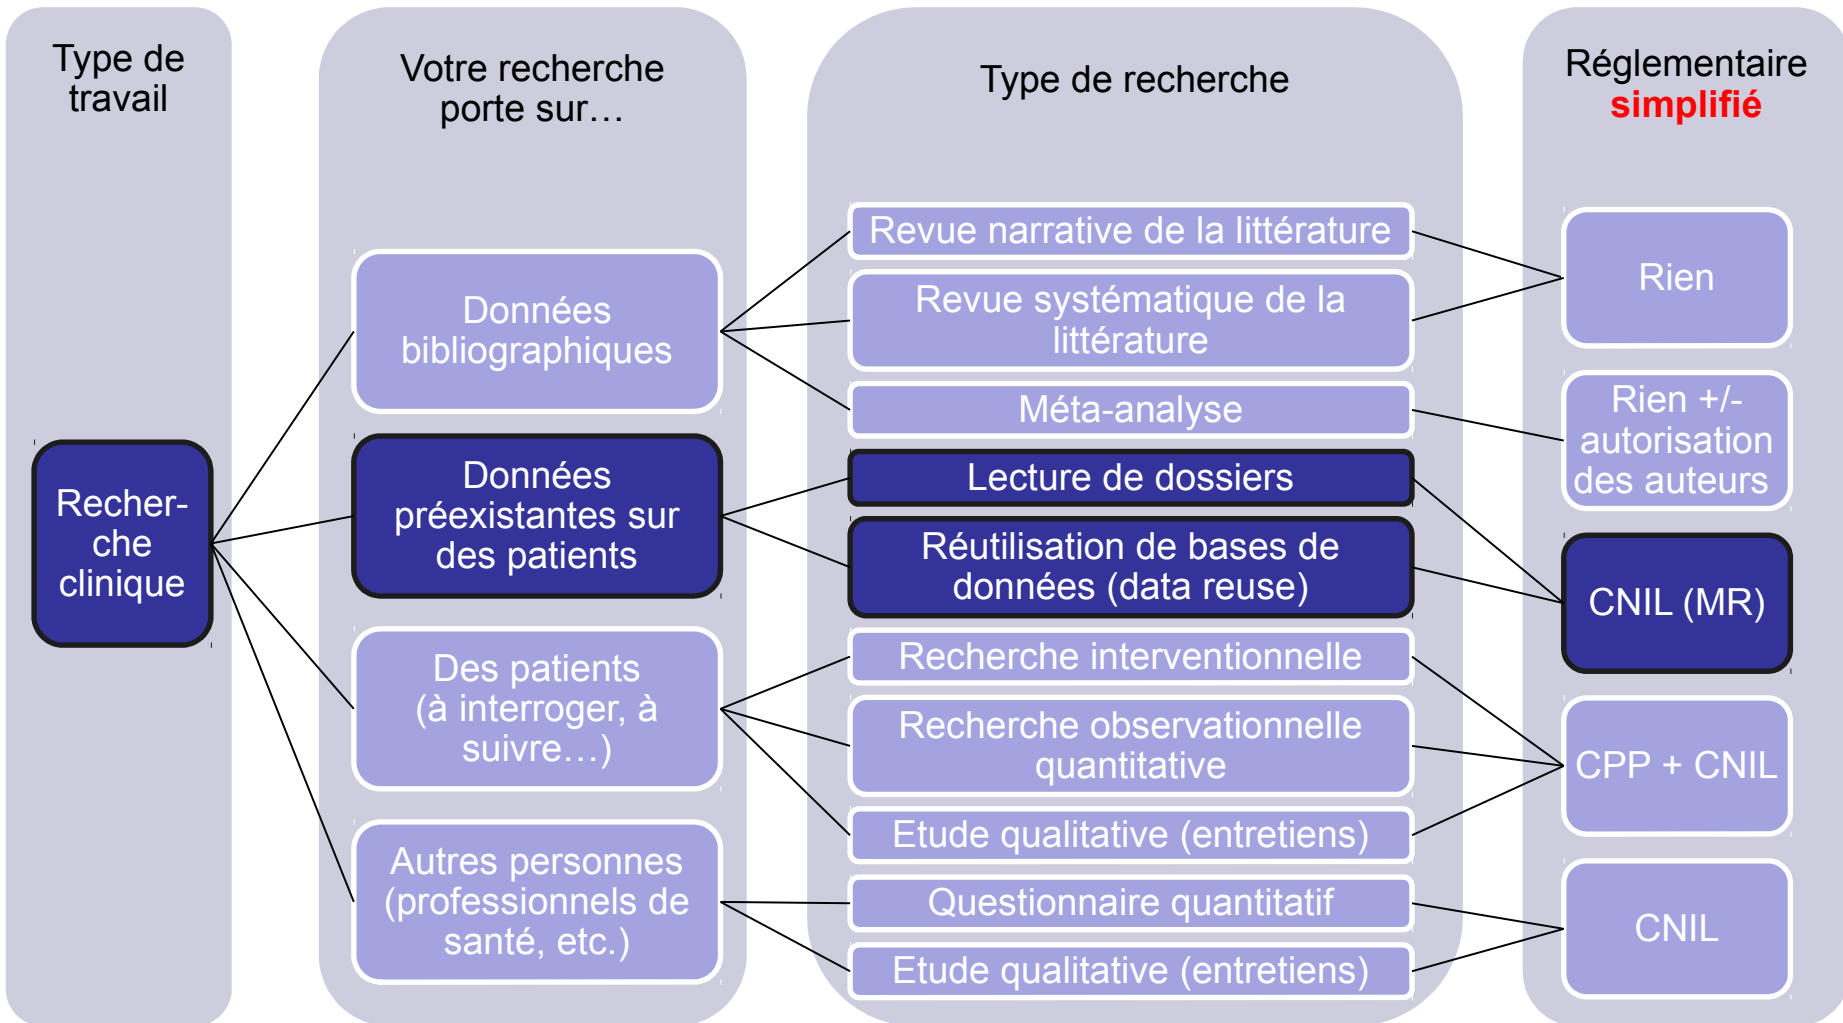 Type de
travail
Votre recherche
porte sur…
Type de recherche
Réglementaire
simplifié
Recher-
che
clinique
Données
bibliographiques
Données
préexistantes sur
des patients
Des patients
(à interroger, à
suivre…)
Autres personnes
(professionnels de
santé, etc.)
Revue narrative de la littérature
Revue systématique de la
littérature
Méta-analyse
Lecture de dossiers
Réutilisation de bases de
données (data reuse)
Recherche interventionnelle
Recherche observationnelle
quantitative
Etude qualitative (entretiens)
Questionnaire quantitatif
Etude qualitative (entretiens)
Rien
Rien +/-
autorisation
des auteurs
CNIL (MR)
CPP + CNIL
CNIL